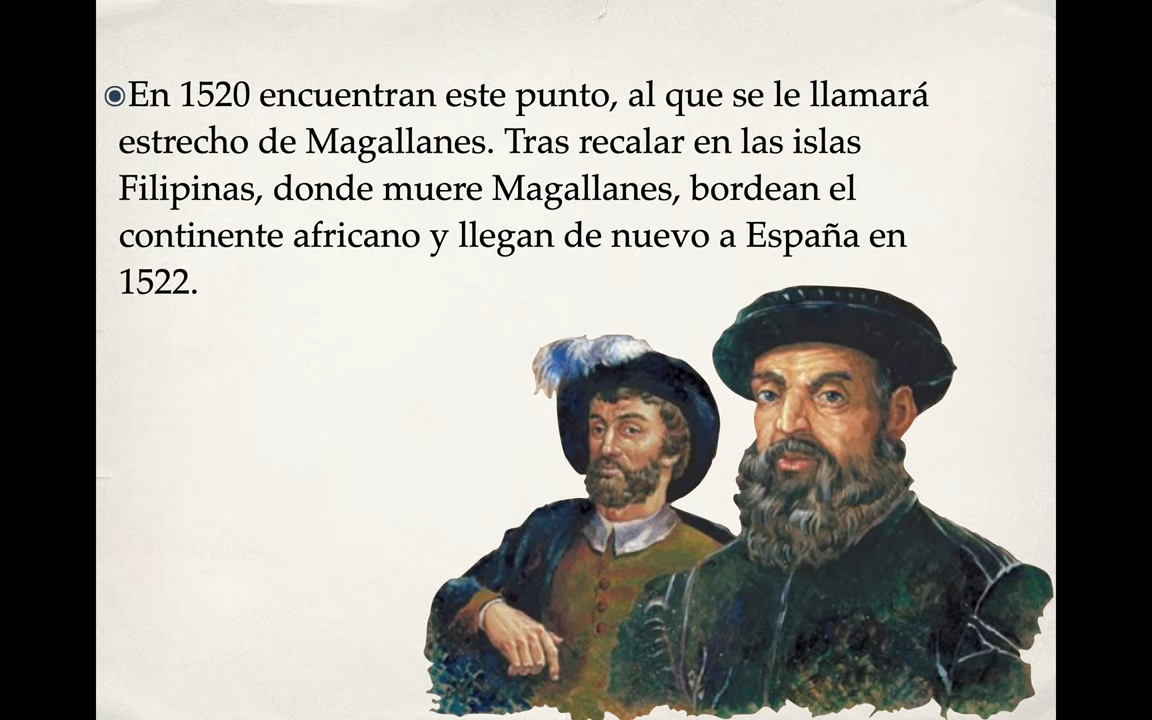 En 1520 encuentran este punto, al que se le llamará
estrecho de Magallanes. Tras recalar en las islas
Filipinas, donde muere Magallanes, bordean el
continente africano y llegan de nuevo a España en
1522.